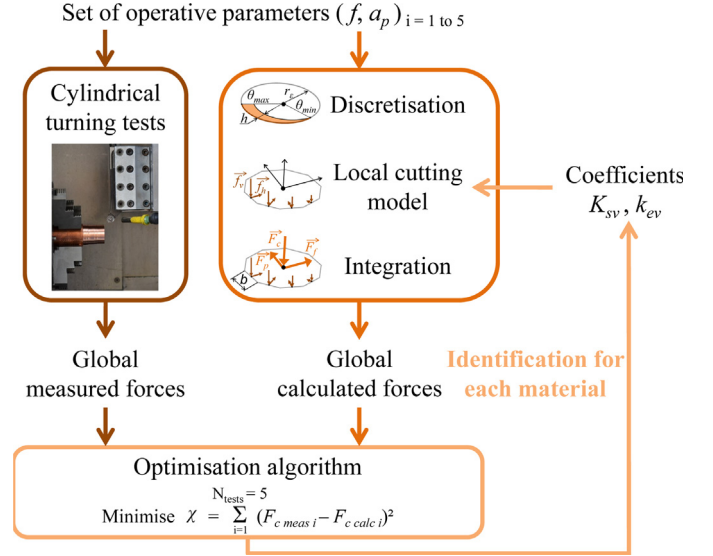 Set of operative parameters (f, aₚ) i = 1 to 5
Cylindrical
turning tests
θmax
rε
θmin
h
Discretisation
fv
fh
Local cutting
model
Coefficients
Ksv, kev
Fc
Fp
Ff
b
Integration
Global
measured forces
Global
calculated forces
Identification for
each material
Optimisation algorithm
Ntests = 5
Minimise χ = Σ (Fc meas i − Fc calc i)²
i=1